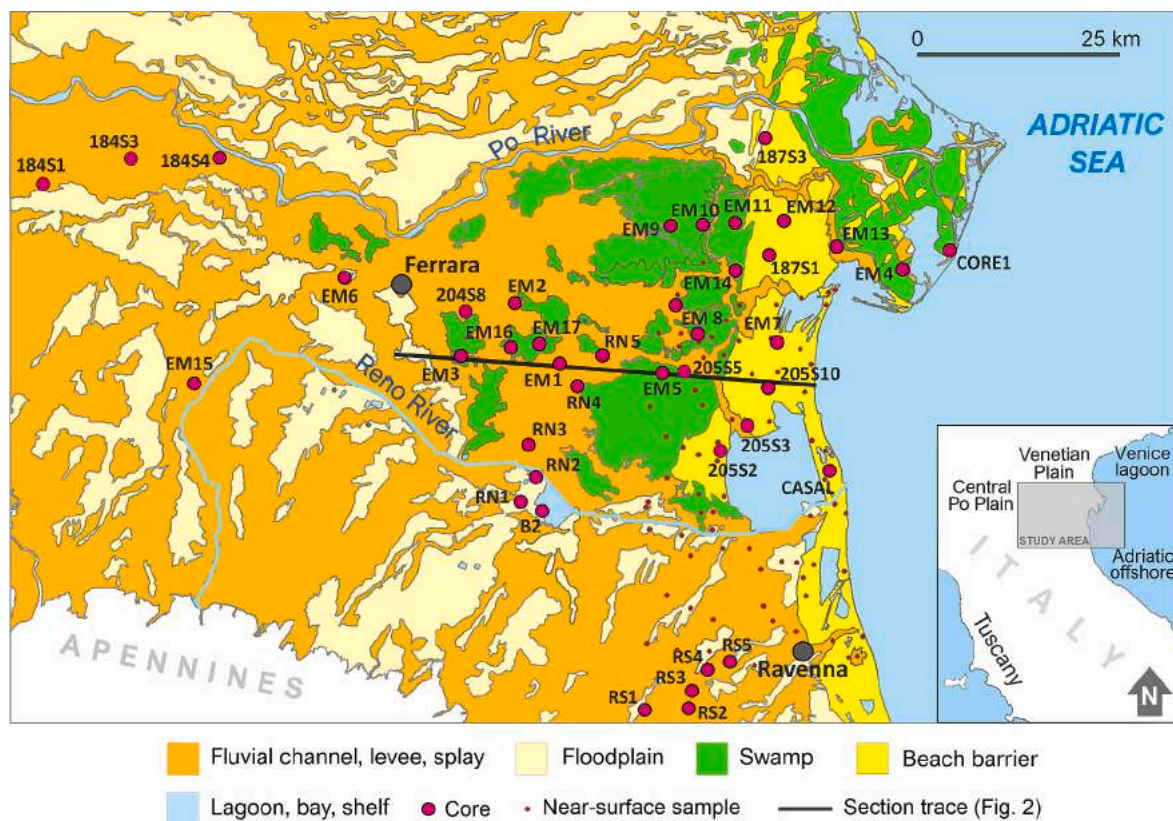 0 25 km
ADRIATIC
SEA
Po River
184S1
184S3
184S4
187S3
EM9
EM10
EM11
EM12
EM13
EM4
CORE1
187S1
EM14
Ferrara
EM6
204S8
EM2
EM16
EM17
RN5
EM8
EM7
EM15
Reno River
EM3
EM1
RN4
EM5
205S5
205S10
RN3
205S3
205S2
RN2
RN1
B2
CASAL
APENNINES
RS4
RS5
Ravenna
RS3
RS1
RS2
Venetian
Plain
Venice
lagoon
Central
Po Plain
STUDY AREA
Adriatic
offshore
ITALY
Tuscany
N
Fluvial channel, levee, splay
Floodplain
Swamp
Beach barrier
Lagoon, bay, shelf
Core
Near-surface sample
Section trace (Fig. 2)